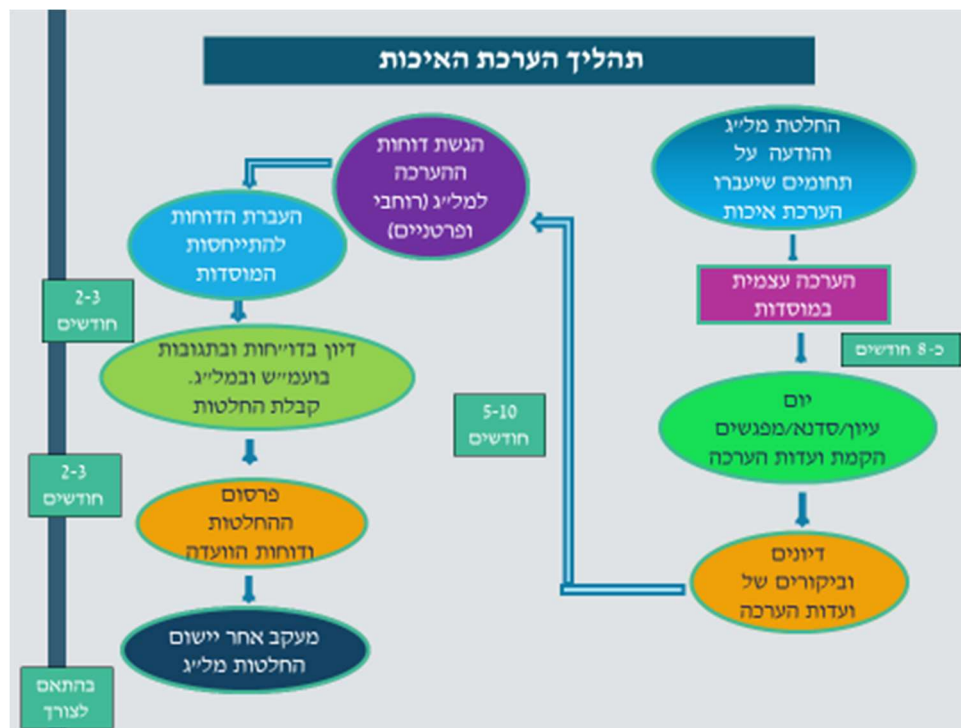 תהליך הערכת האיכות
החלטת מל״ג
והודעה על
תחומים שיעברו
הערכת איכות
הערכה עצמית
במוסדות
כ-8 חודשים
יום
עיון/סדנא/מפגשים
הקמת ועדות הערכה
דיונים
וביקורים של
ועדות הערכה
5-10
חודשים
הגשת דוחות
ההערכה
למל״ג (רוחבי
ופרטניים)
העברת הדוחות
להתייחסות
המוסדות
2-3
חודשים
דיון בדו״חות ובתגובות
בועמ״ש ובמל״ג.
קבלת החלטות
2-3
חודשים
פרסום
ההחלטות
ודוחות הוועדה
מעקב אחר יישום
החלטות מל״ג
בהתאם
לצורך